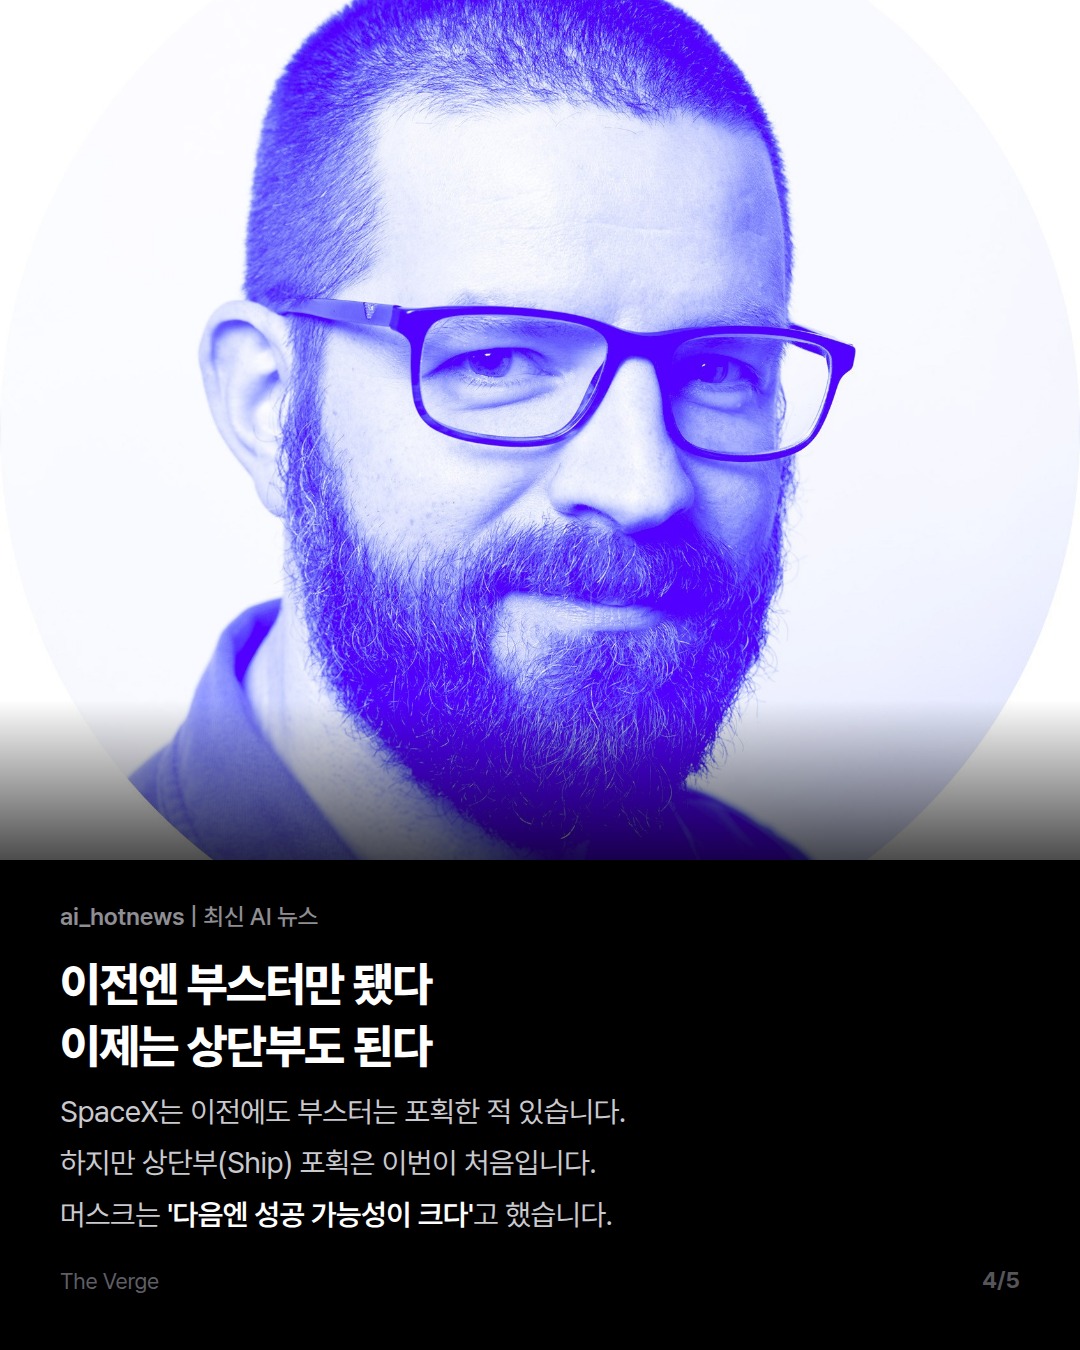 ai_hotnews | 최신 AI 뉴스
이전엔 부스터만 됐다
이제는 상단부도 된다
SpaceX는 이전에도 부스터는 포획한 적 있습니다.
하지만 상단부(Ship) 포획은 이번이 처음입니다.
머스크는 '다음엔 성공 가능성이 크다'고 했습니다.
The Verge
4/5